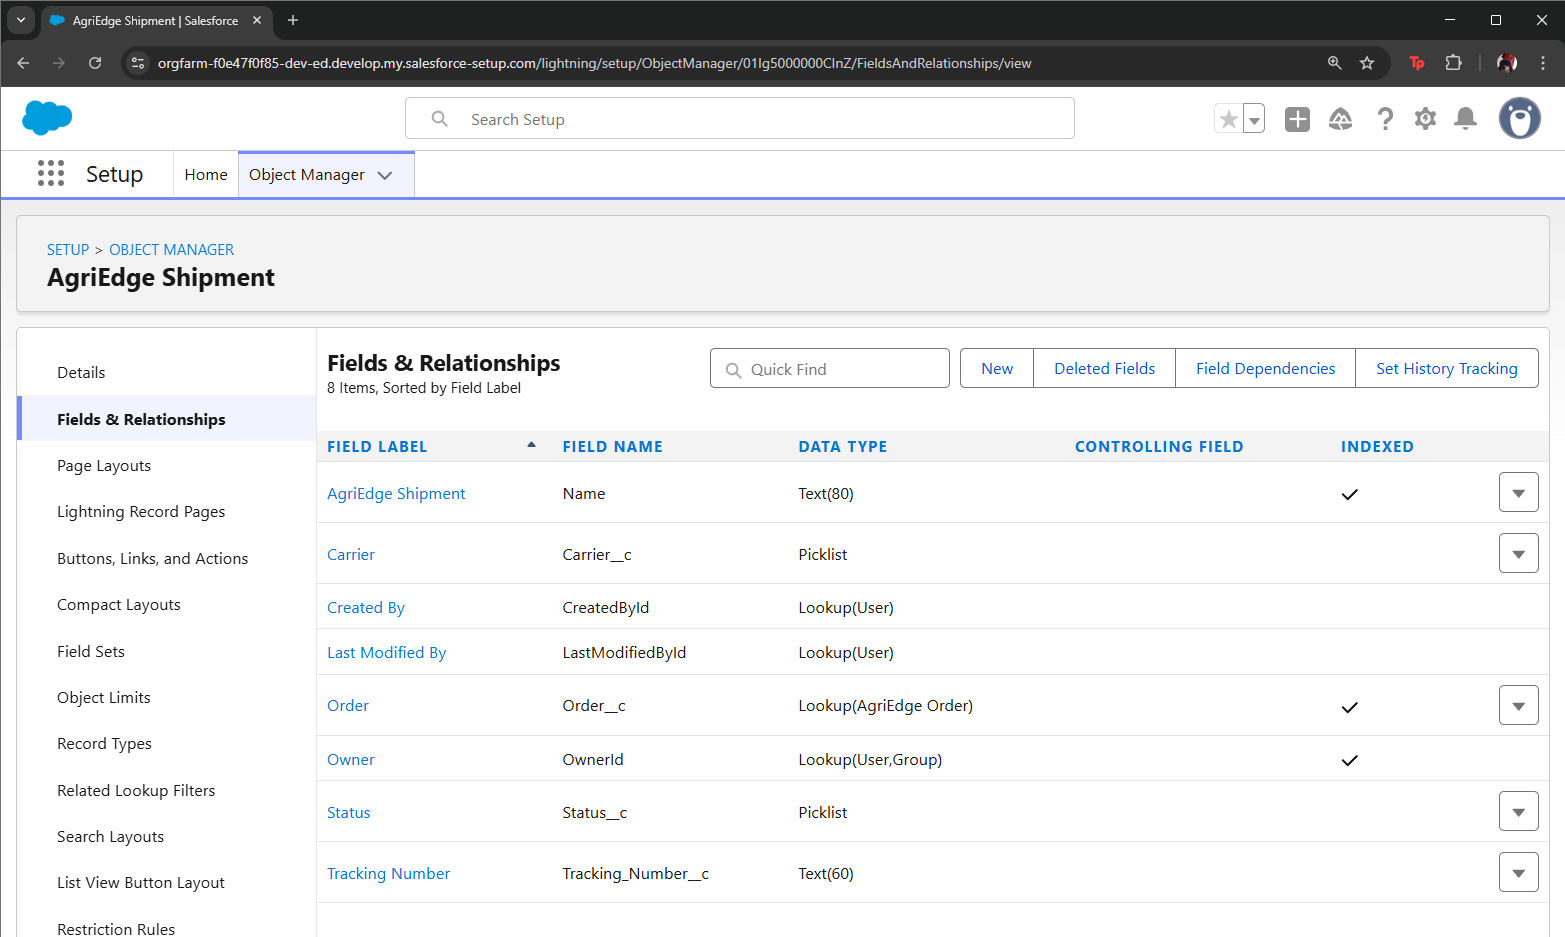 AgriEdge Shipment | Salesforce
orgfarm-f0e47f0f85-dev-ed.develop.my.salesforce-setup.com/lightning/setup/ObjectManager/01Ig5000000CInZ/FieldsAndRelationships/view
Tp
Search Setup
Setup
Home
Object Manager
SETUP > OBJECT MANAGER
AgriEdge Shipment
Details
Fields & Relationships
Page Layouts
Lightning Record Pages
Buttons, Links, and Actions
Compact Layouts
Field Sets
Object Limits
Record Types
Related Lookup Filters
Search Layouts
List View Button Layout
Restriction Rules
Fields & Relationships
8 Items, Sorted by Field Label
Quick Find
New
Deleted Fields
Field Dependencies
Set History Tracking
FIELD LABEL FIELD NAME DATA TYPE CONTROLLING FIELD INDEXED
AgriEdge Shipment Name Text(80)
Carrier Carrier__c Picklist
Created By CreatedById Lookup(User)
Last Modified By LastModifiedById Lookup(User)
Order Order__c Lookup(AgriEdge Order)
Owner OwnerId Lookup(User,Group)
Status Status__c Picklist
Tracking Number Tracking_Number__c Text(60)